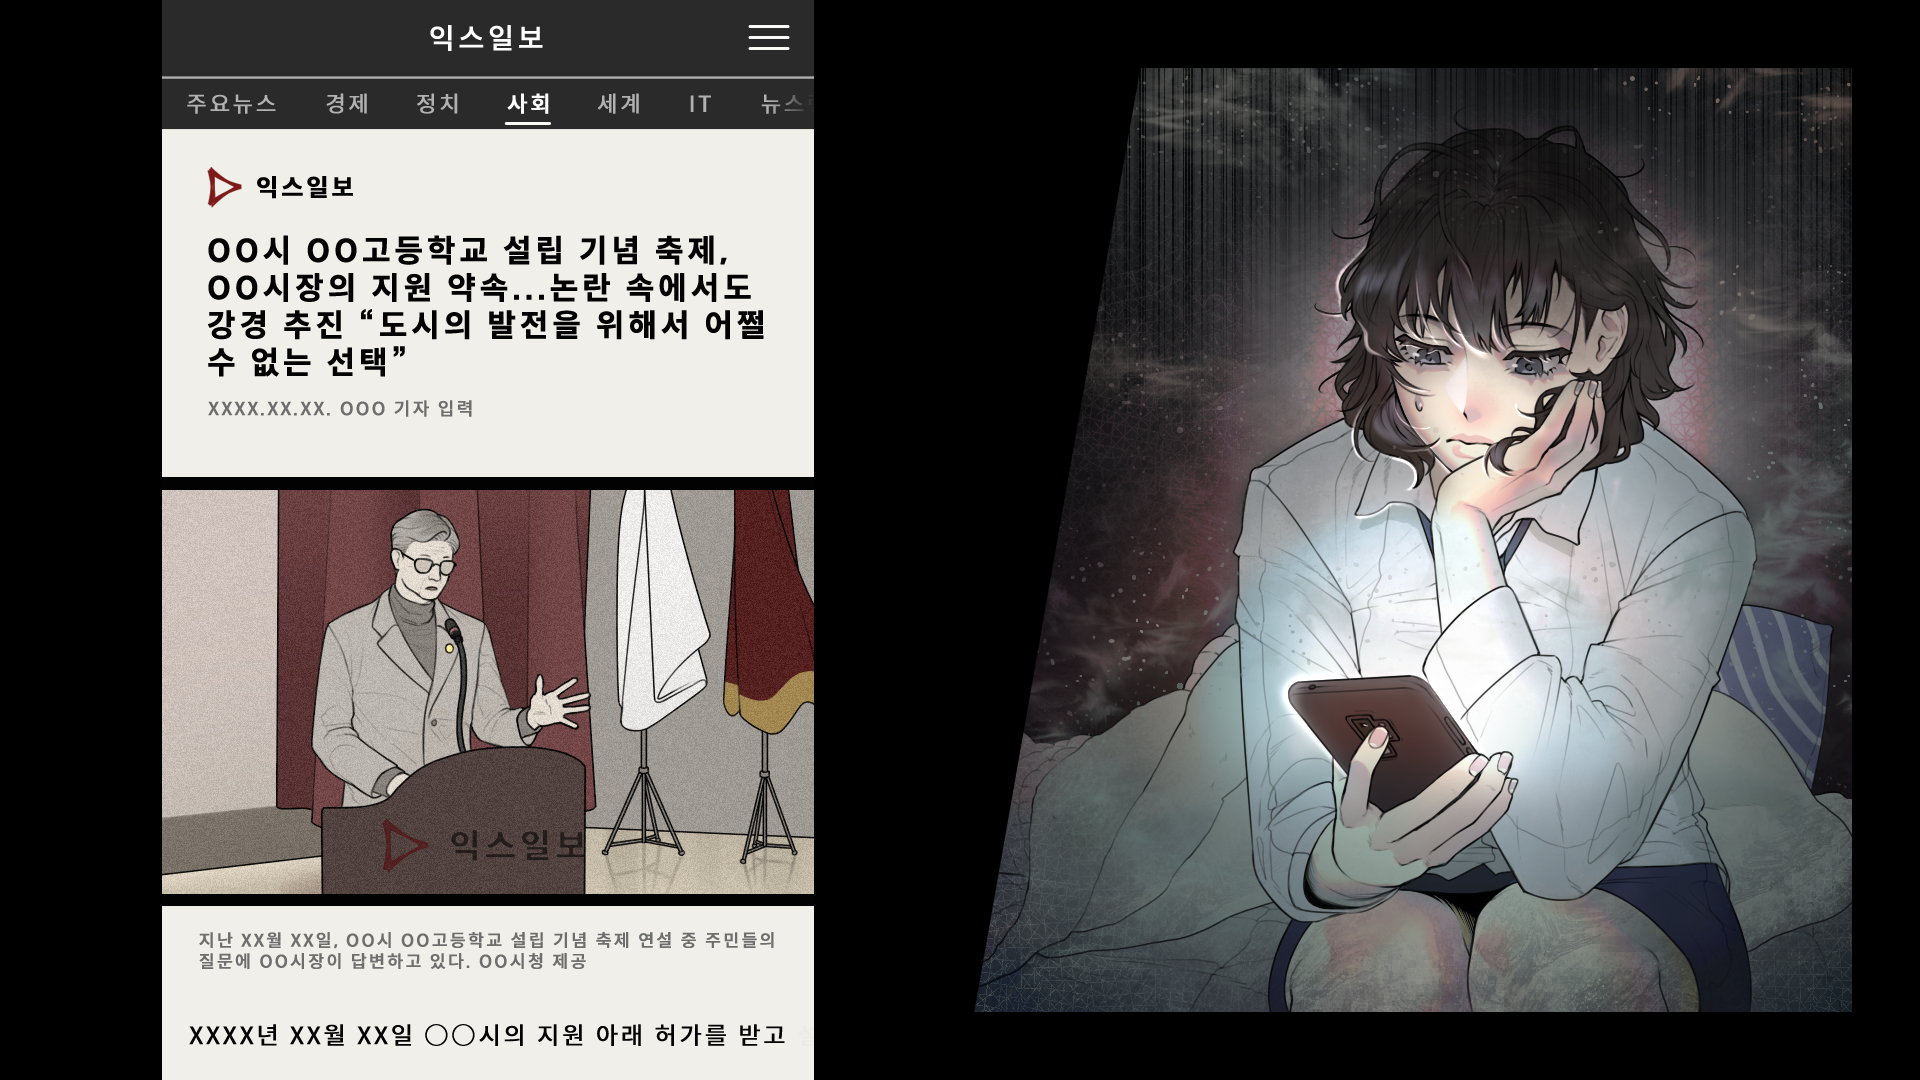 익스일보
주요뉴스 경제 정치 사회 세계 IT 뉴스
익스일보
OO시 OO고등학교 설립 기념 축제,
OO시장의 지원 약속...논란 속에서도
강경 추진 “도시의 발전을 위해서 어쩔
수 없는 선택”
XXXX.XX.XX. OOO 기자 입력
익스일보
지난 XX월 XX일, OO시 OO고등학교 설립 기념 축제 연설 중 주민들의
질문에 OO시장이 답변하고 있다. OO시청 제공
XXXX년 XX월 XX일 ○○시의 지원 아래 허가를 받고